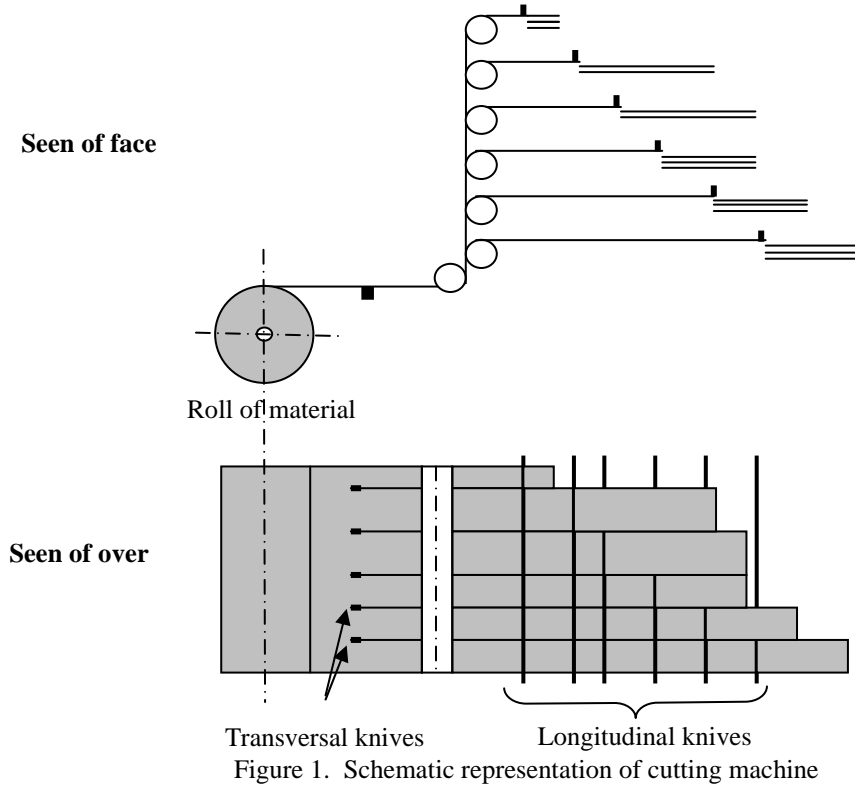 Seen of face
Roll of material
Seen of over
Transversal knives
Longitudinal knives
Figure 1. Schematic representation of cutting machine